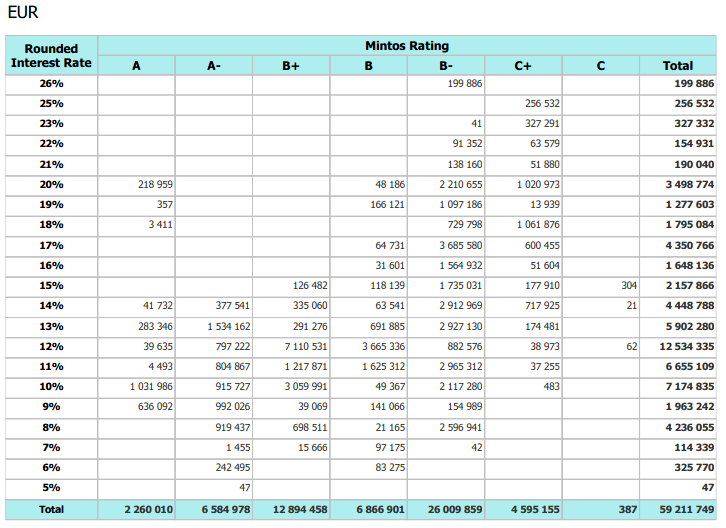 EUR
Rounded Interest Rate Mintos Rating
A A- B+ B B- C+ C Total
26% 199 886 199 886
25% 256 532 256 532
23% 41 327 291 327 332
22% 91 352 63 579 154 931
21% 138 160 51 880 190 040
20% 218 959 48 186 2 210 655 1 020 973 3 498 774
19% 357 166 121 1 097 186 13 939 1 277 603
18% 3 411 729 798 1 061 876 1 795 084
17% 64 731 3 685 580 600 455 4 350 766
16% 31 601 1 564 932 51 604 1 648 136
15% 126 482 118 139 1 735 031 177 910 304 2 157 866
14% 41 732 377 541 335 060 63 541 2 912 969 717 925 21 4 448 788
13% 283 346 1 534 162 291 276 691 885 2 927 130 174 481 5 902 280
12% 39 635 797 222 7 110 531 3 665 336 882 576 38 973 62 12 534 335
11% 4 493 804 867 1 217 871 1 625 312 2 965 312 37 255 6 655 109
10% 1 031 986 915 727 3 059 991 49 367 2 117 280 483 7 174 835
9% 636 092 992 026 39 069 141 066 154 989 1 963 242
8% 919 437 698 511 21 165 2 596 941 4 236 055
7% 1 455 15 666 97 175 42 114 339
6% 242 495 83 275 325 770
5% 47 47
Total 2 260 010 6 584 978 12 894 458 6 866 901 26 009 859 4 595 155 387 59 211 749